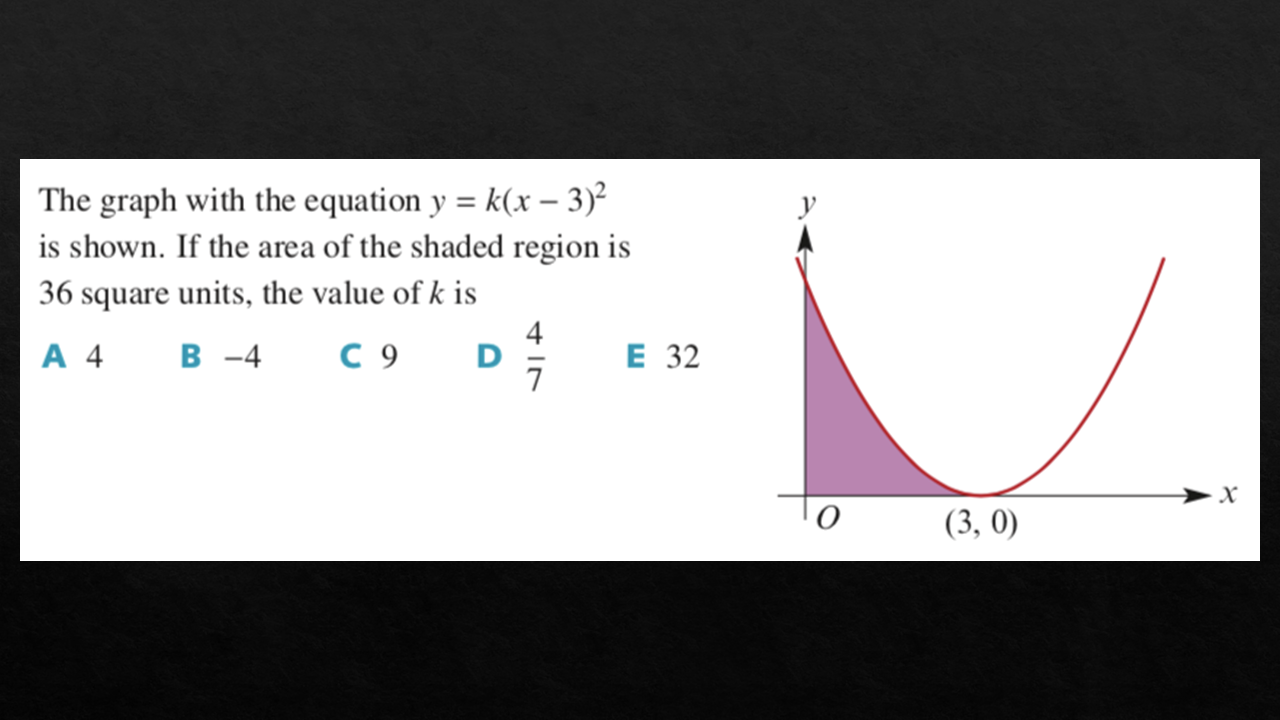 The graph with the equation y = k(x – 3)²
is shown. If the area of the shaded region is
36 square units, the value of k is
A 4 B –4 C 9 D 4/7 E 32
y
x
O
(3, 0)